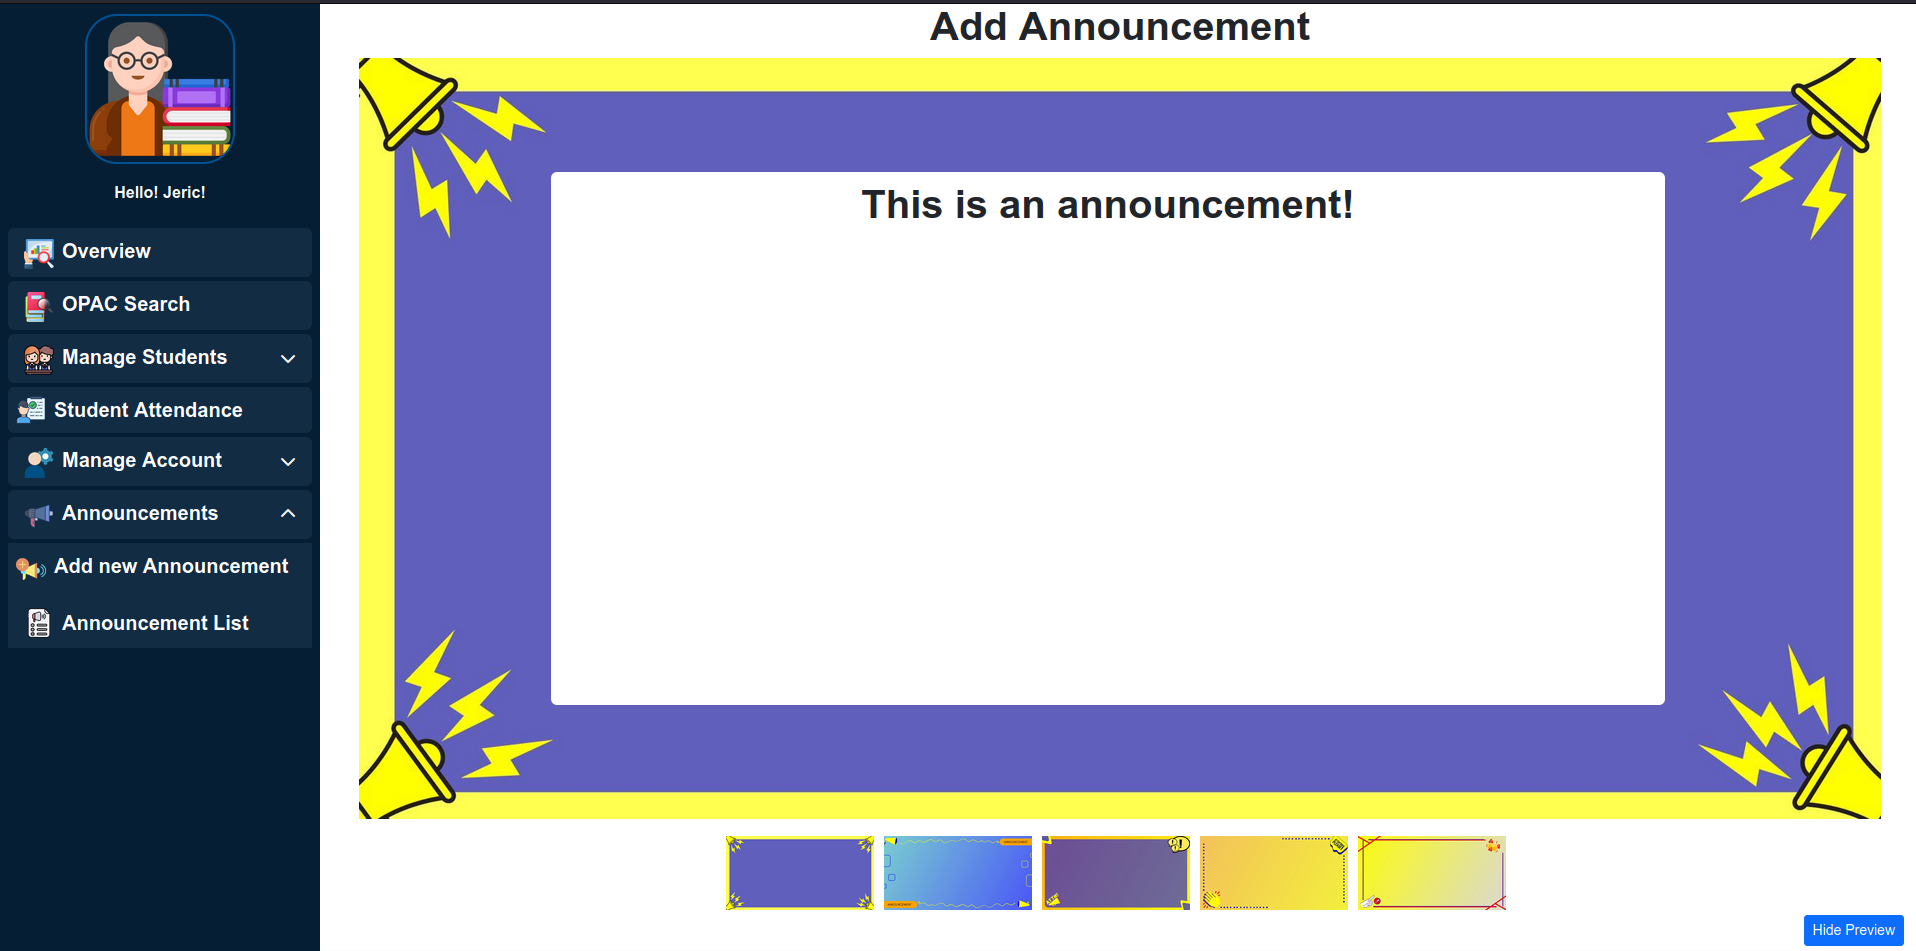 Add Announcement
Hello! Jeric!
Overview
OPAC Search
Manage Students
Student Attendance
Manage Account
Announcements
Add new Announcement
Announcement List
This is an announcement!
Hide Preview